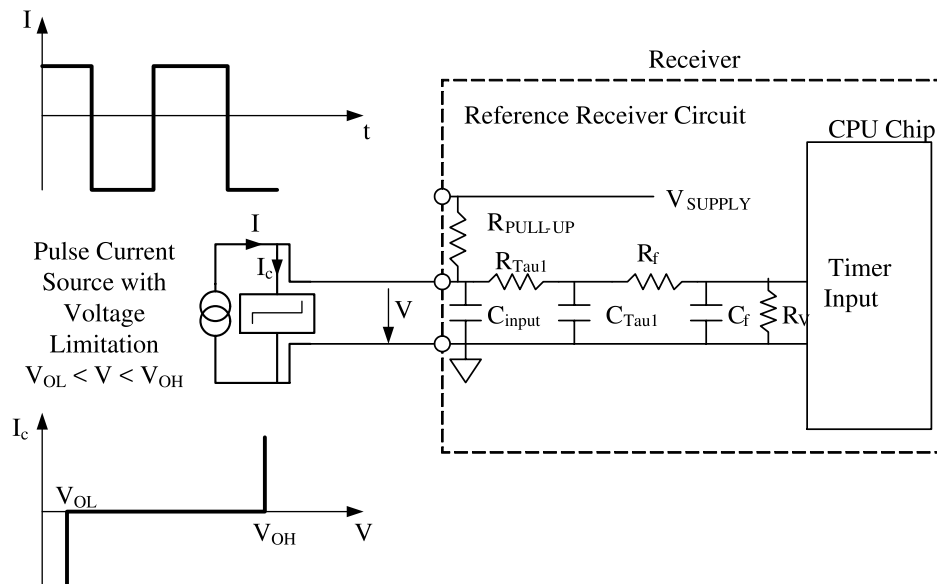 I
t
Receiver
Reference Receiver Circuit
CPU Chip
V SUPPLY
R PULL-UP
R Tau1
R f
Pulse Current
Source with
Voltage
Limitation
V OL < V < V OH
I
I c
V
C input
C Tau1
C f
R V
Timer
Input
I c
V OL
V OH
V